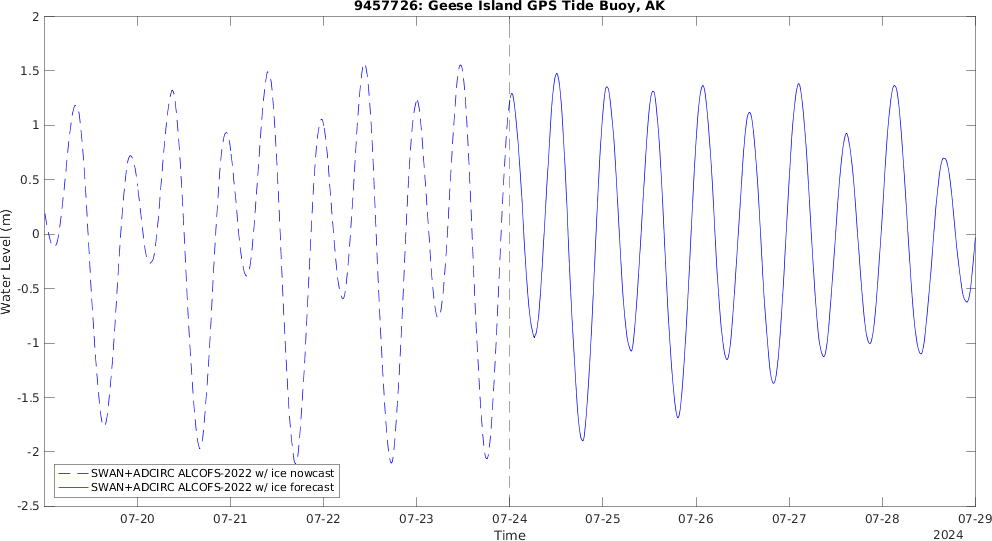 9457726: Geese Island GPS Tide Buoy, AK
2
1.5
1
0.5
0
-0.5
-1
-1.5
-2
-2.5
Water Level (m)
SWAN+ADCIRC ALCOFS-2022 w/ ice nowcast
SWAN+ADCIRC ALCOFS-2022 w/ ice forecast
07-20 07-21 07-22 07-23 07-24 07-25 07-26 07-27 07-28 07-29
Time
2024